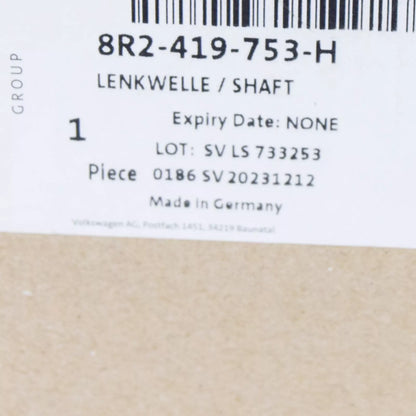 GROUP
8R2-419-753-H
LENKWELLE / SHAFT
Expiry Date: NONE
1
LOT: SV LS 733253
Piece 0186 SV 20231212
Made in Germany
Volkswagen AG, Postfach 1451, 34219 Baunatal